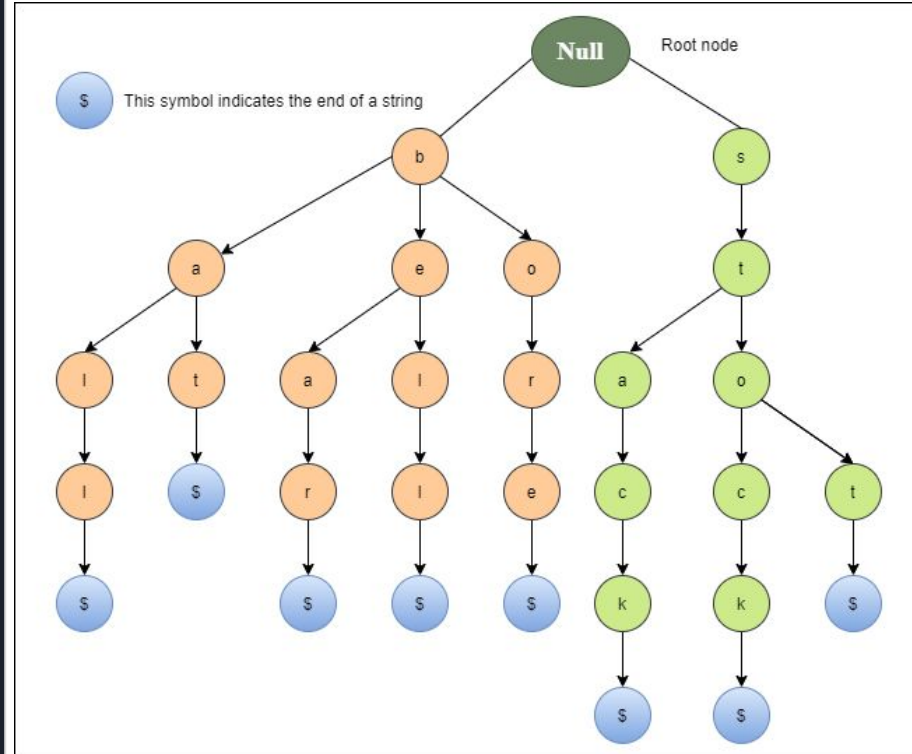 Null
Root node
$
This symbol indicates the end of a string
b
s
a
e
o
t
l
t
a
l
r
a
o
l
$
r
l
e
c
c
t
$
$
$
$
k
k
$
$
$